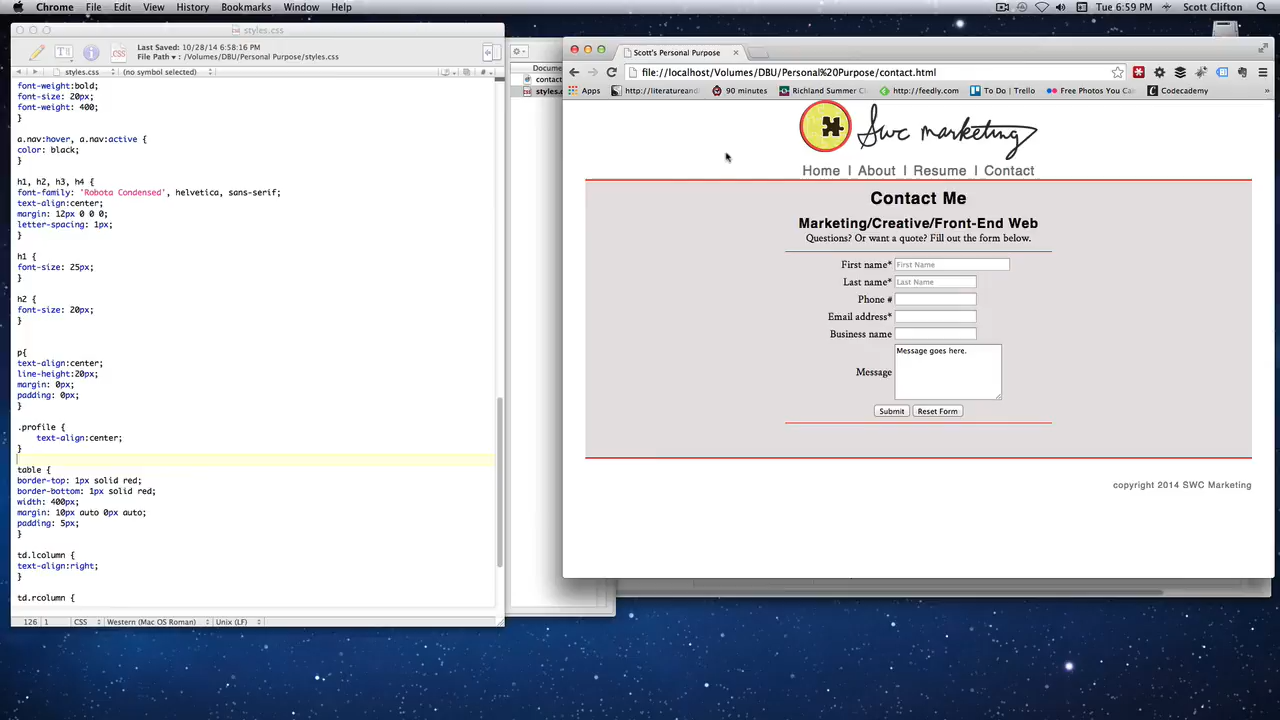 Chrome File Edit View History Bookmarks Window Help
Tue 6:59 PM Scott Clifton
styles.css
Last Saved: 10/28/14 6:58:16 PM
File Path ▾ : /Volumes/DBU/Personal Purpose/styles.css
styles.css (no symbol selected)
font-weight:bold;
font-size: 20px;
font-weight: 400;
}
a.nav:hover, a.nav:active {
color: black;
}
h1, h2, h3, h4 {
font-family: 'Robota Condensed', helvetica, sans-serif;
text-align:center;
margin: 12px 0 0 0;
letter-spacing: 1px;
}
h1 {
font-size: 25px;
}
h2 {
font-size: 20px;
}
p{
text-align:center;
line-height:20px;
margin: 0px;
padding: 0px;
}
.profile {
text-align:center;
}
table {
border-top: 1px solid red;
border-bottom: 1px solid red;
width: 400px;
margin: 10px auto 0px auto;
padding: 5px;
}
td.lcolumn {
text-align:right;
}
td.rcolumn {
126 1 CSS Western (Mac OS Roman) Unix (LF)
Docume
contact
styles.c
Scott's Personal Purpose
file://localhost/Volumes/DBU/Personal%20Purpose/contact.html
Apps http://literatureand 90 minutes Richland Summer C http://feedly.com To Do | Trello Free Photos You Can Codecademy »
Swc marketing
Home | About | Resume | Contact
Contact Me
Marketing/Creative/Front-End Web
Questions? Or want a quote? Fill out the form below.
First name* First Name
Last name* Last Name
Phone #
Email address*
Business name
Message Message goes here.
Submit Reset Form
copyright 2014 SWC Marketing